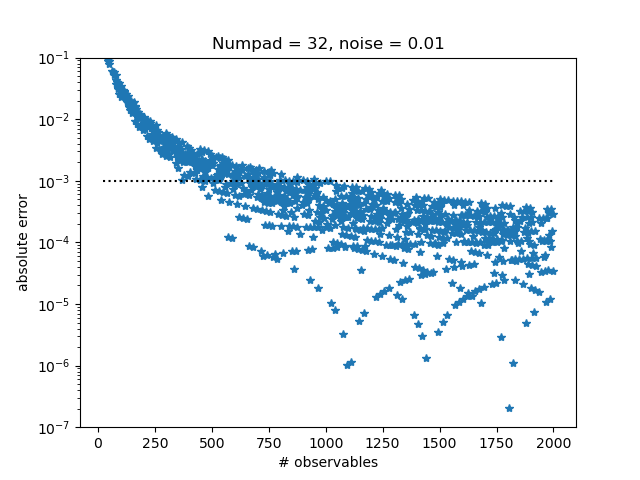 Numpad = 32, noise = 0.01
10⁻¹
10⁻²
10⁻³
10⁻⁴
10⁻⁵
10⁻⁶
10⁻⁷
absolute error
0 250 500 750 1000 1250 1500 1750 2000
# observables